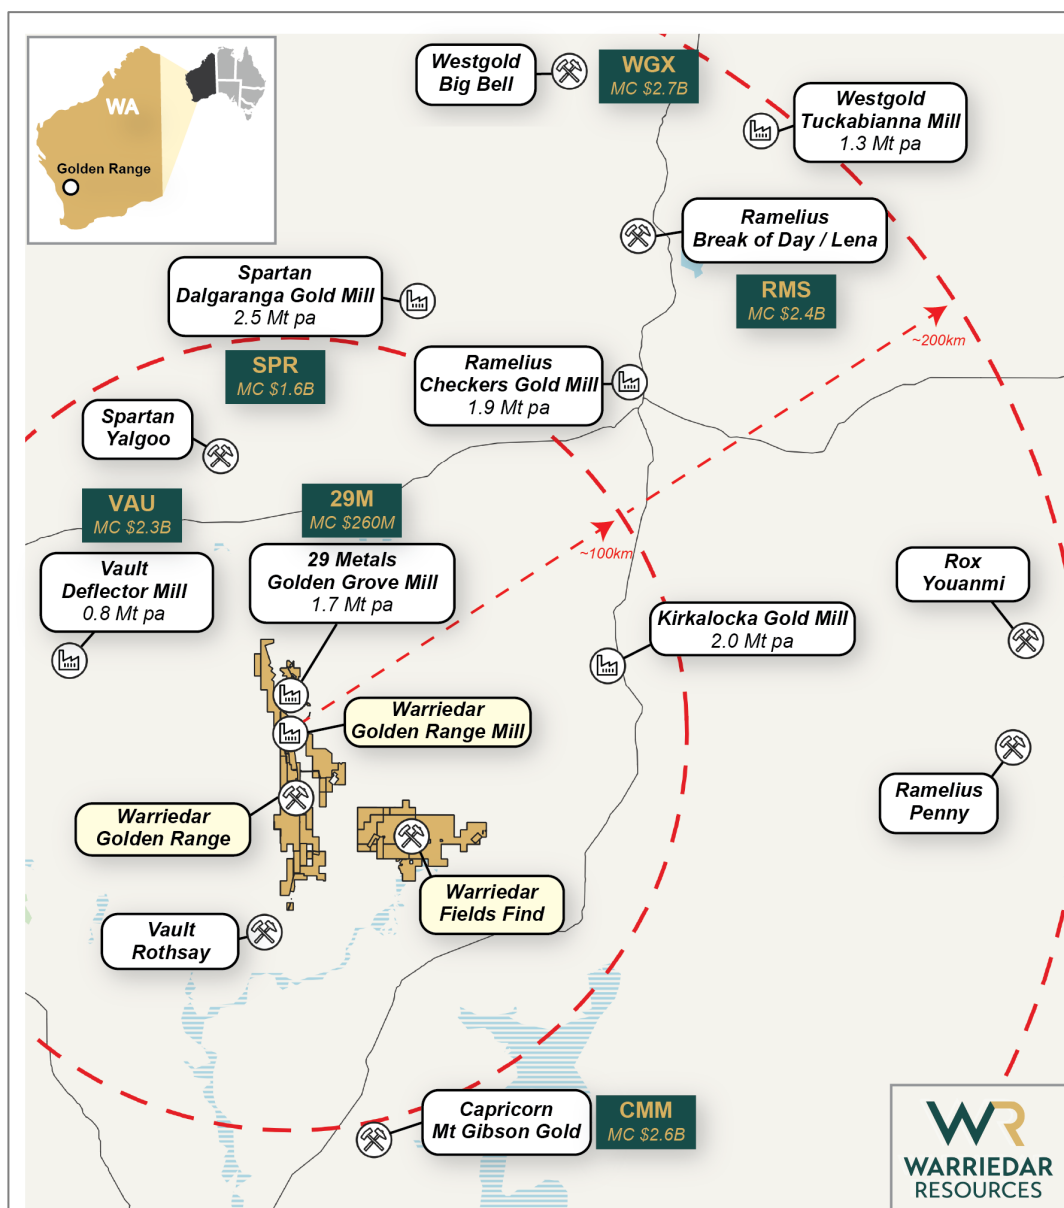 WA
Golden Range
Westgold
Big Bell
WGX
MC $2.7B
Westgold
Tuckabianna Mill
1.3 Mt pa
Ramelius
Break of Day / Lena
RMS
MC $2.4B
Spartan
Dalgaranga Gold Mill
2.5 Mt pa
SPR
MC $1.6B
~200km
Ramelius
Checkers Gold Mill
1.9 Mt pa
Spartan
Yalgoo
VAU
MC $2.3B
29M
MC $260M
Vault
Deflector Mill
0.8 Mt pa
29 Metals
Golden Grove Mill
1.7 Mt pa
~100km
Rox
Youanmi
Kirkalocka Gold Mill
2.0 Mt pa
Warriedar
Golden Range Mill
Ramelius
Penny
Warriedar
Golden Range
Warriedar
Fields Find
Vault
Rothsay
Capricorn
Mt Gibson Gold
CMM
MC $2.6B
WR
WARRIEDAR
RESOURCES